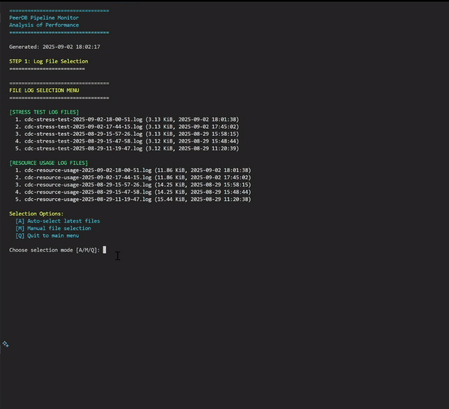 =================================
PeerDB Pipeline Monitor
Analysis of Performance
=================================
Generated: 2025-09-02 18:02:17
STEP 1: Log File Selection
=========================
=================================
FILE LOG SELECTION MENU
=================================
[STRESS TEST LOG FILES]
1. cdc-stress-test-2025-09-02-18-00-51.log (3.13 KiB, 2025-09-02 18:01:38)
2. cdc-stress-test-2025-09-02-17-44-15.log (3.13 KiB, 2025-09-02 17:45:02)
3. cdc-stress-test-2025-08-29-15-57-26.log (3.13 KiB, 2025-08-29 15:58:15)
4. cdc-stress-test-2025-08-29-15-47-58.log (3.12 KiB, 2025-08-29 15:48:44)
5. cdc-stress-test-2025-08-29-11-19-47.log (3.12 KiB, 2025-08-29 11:20:39)
[RESOURCE USAGE LOG FILES]
1. cdc-resource-usage-2025-09-02-18-00-51.log (11.86 KiB, 2025-09-02 18:01:38)
2. cdc-resource-usage-2025-09-02-17-44-15.log (11.86 KiB, 2025-09-02 17:45:02)
3. cdc-resource-usage-2025-08-29-15-57-26.log (14.25 KiB, 2025-08-29 15:58:15)
4. cdc-resource-usage-2025-08-29-15-47-58.log (14.25 KiB, 2025-08-29 15:48:44)
5. cdc-resource-usage-2025-08-29-11-19-47.log (15.44 KiB, 2025-08-29 11:20:38)
Selection Options:
[A] Auto-select latest files
[M] Manual file selection
[Q] Quit to main menu
Choose selection mode [A/M/Q]: